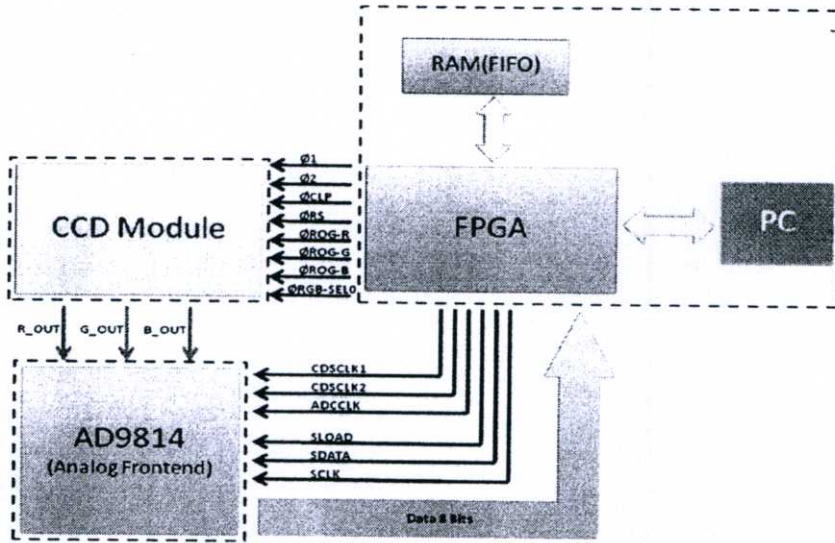 RAM(FIFO)
Ø1
Ø2
ØCLP
ØRS
ØROG-R
ØROG-G
ØROG-B
ØRGB-SEL0
CCD Module
FPGA
PC
R_OUT
G_OUT
B_OUT
CDSCLK1
CDSCLK2
ADCCLK
SLOAD
SDATA
SCLK
AD9814
(Analog Frontend)
Data 8 Bits